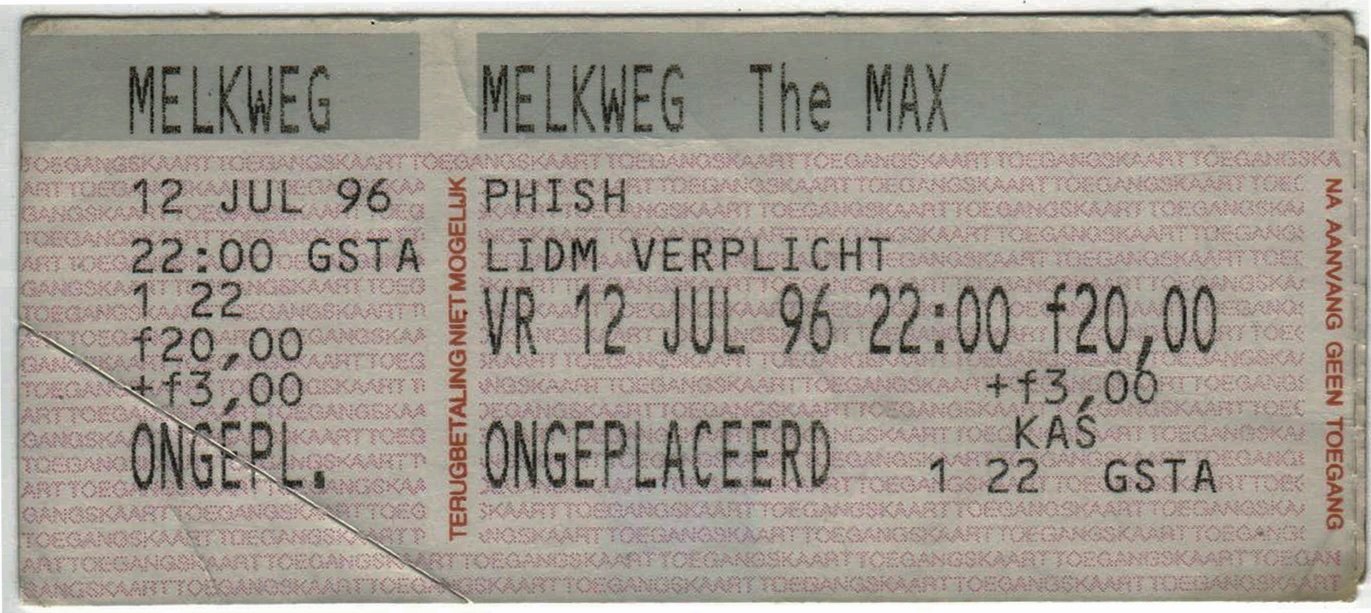 MELKWEG
12 JUL 96
22:00 GSTA
1 22
f20,00
+f3,00
ONGEPL.
TERUGBETALING NIET MOGELIJK
MELKWEG The MAX
PHISH
LIDM VERPLICHT
VR 12 JUL 96 22:00 f20,00
+f3,00
KAS
ONGEPLACEERD
1 22 GSTA
NA AANVANG GEEN TOEGANG
TOEGANGSKAART TOEGANGSKAART TOEGANGSKAART TOEGANGSKAART TOEGANGSKAART TOEGANGSKAART TOEGANGSKA